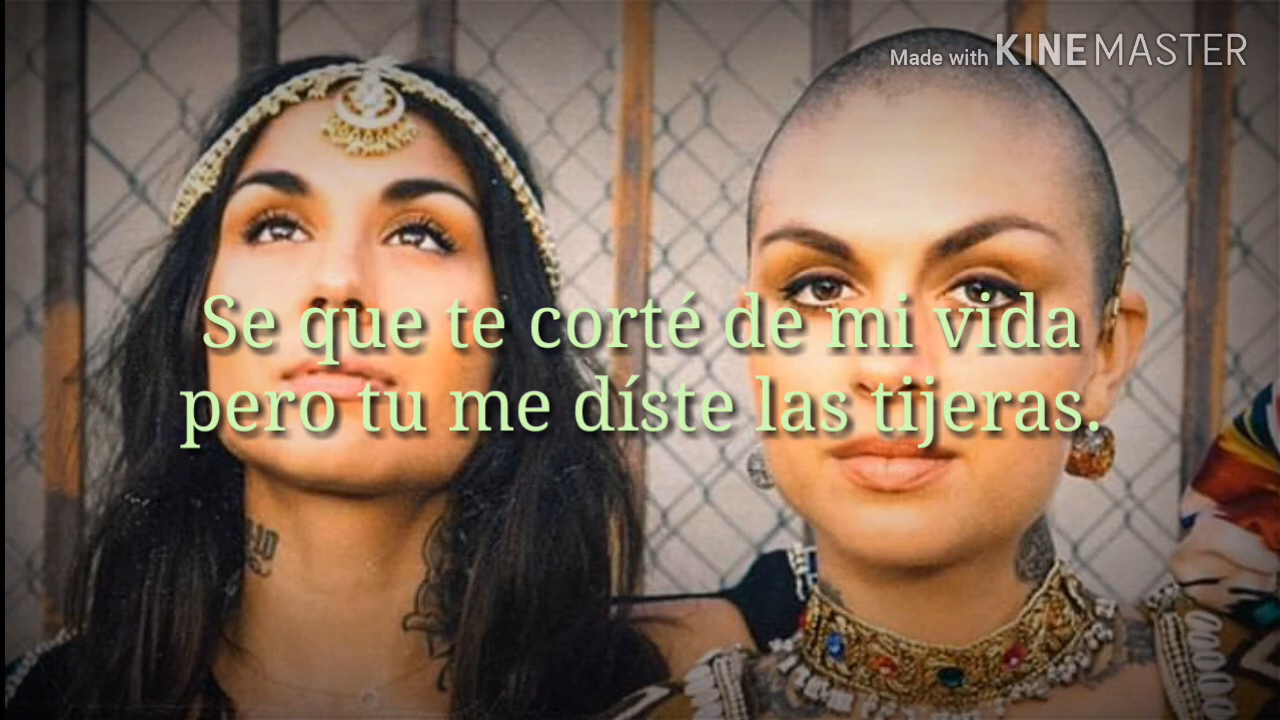 Made with KINEMASTER
Se que te corté de mi vida
pero tu me díste las tijeras.